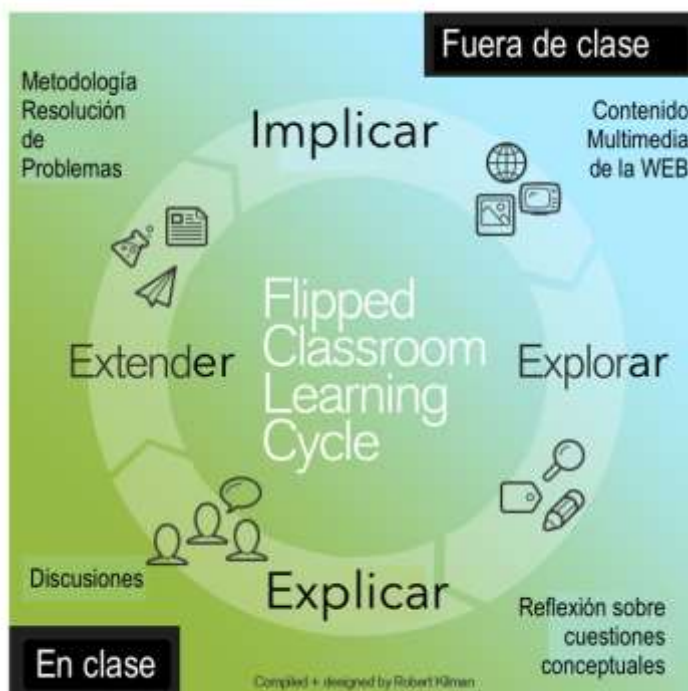 Fuera de clase
Metodología
Resolución
de
Problemas
Implicar
Contenido
Multimedia
de la WEB
Flipped
Classroom
Learning
Cycle
Extender
Explorar
Discusiones
Explicar
Reflexión sobre
cuestiones
conceptuales
En clase
Compiled + designed by Robert Kilman